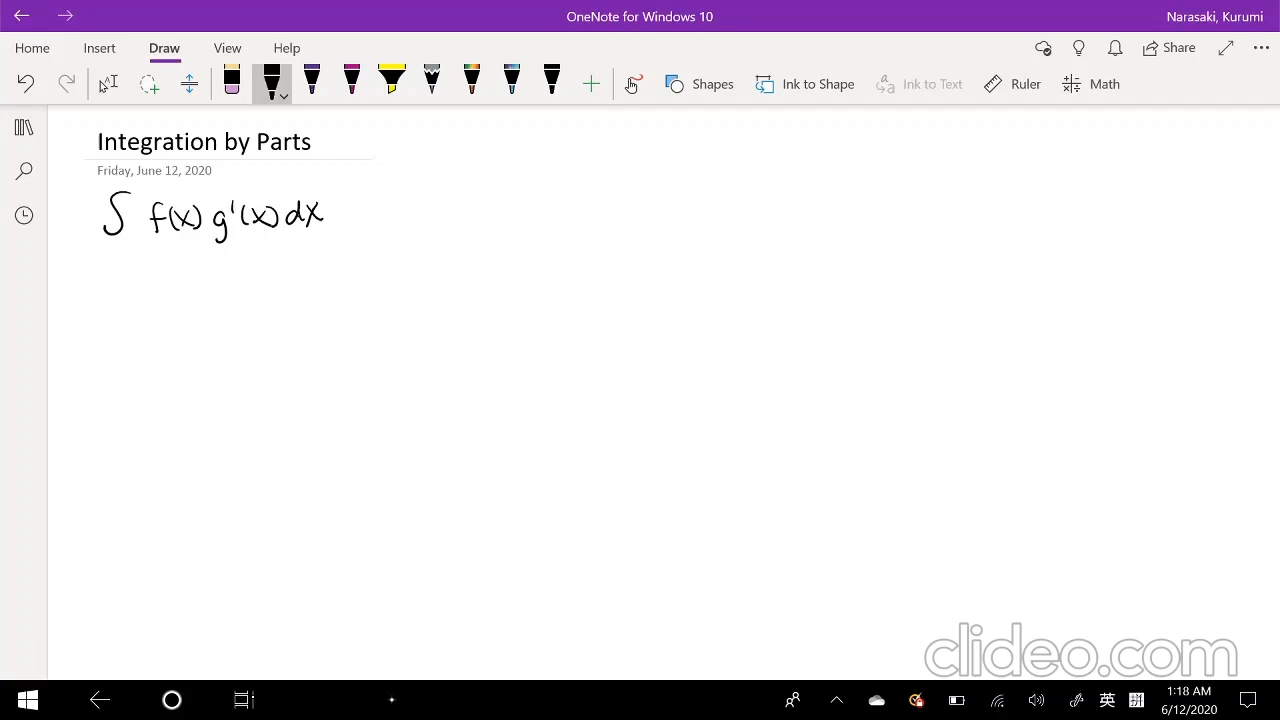 OneNote for Windows 10
Narasaki, Kurumi
Home Insert Draw View Help
Share
Shapes Ink to Shape Ink to Text Ruler Math
Integration by Parts
Friday, June 12, 2020
∫ f(x) g'(x) dx
clideo.com
英 拼 1:18 AM
6/12/2020